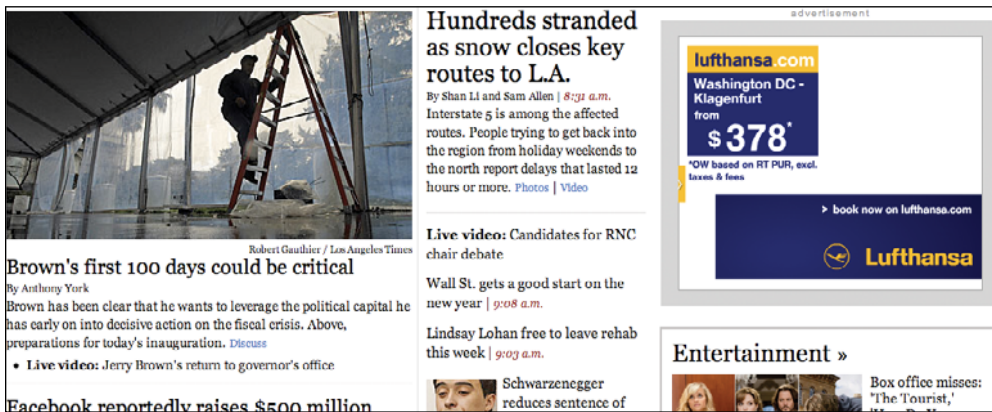 Robert Gauthier / Los Angeles Times
Brown's first 100 days could be critical
By Anthony York
Brown has been clear that he wants to leverage the political capital he
has early on into decisive action on the fiscal crisis. Above,
preparations for today's inauguration. Discuss
• Live video: Jerry Brown's return to governor's office
Facebook reportedly raises $500 million
Hundreds stranded
as snow closes key
routes to L.A.
By Shan Li and Sam Allen | 8:31 a.m.
Interstate 5 is among the affected
routes. People trying to get back into
the region from holiday weekends to
the north report delays that lasted 12
hours or more. Photos | Video
Live video: Candidates for RNC
chair debate
Wall St. gets a good start on the
new year | 9:08 a.m.
Lindsay Lohan free to leave rehab
this week | 9:03 a.m.
Schwarzenegger
reduces sentence of
advertisement
lufthansa.com
Washington DC -
Klagenfurt
from
$378*
*OW based on RT PUR, excl.
taxes & fees
> book now on lufthansa.com
Lufthansa
Entertainment »
Box office misses:
'The Tourist,'